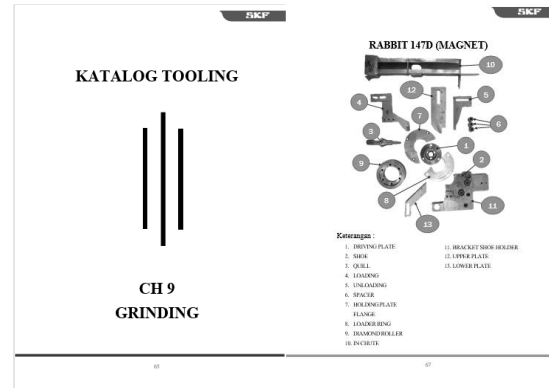 SKF
KATALOG TOOLING
CH 9
GRINDING
65
SKF
RABBIT 147D (MAGNET)
10
12
5
4
7
6
3
1
9
2
8
11
13
Keterangan :
1. DRIVING PLATE
2. SHOE
3. QUILL
4. LOADING
5. UNLOADING
6. SPACER
7. HOLDING PLATE
FLANGE
8. LOADER RING
9. DIAMOND ROLLER
10. IN CHUTE
11. BRACKET SHOE HOLDER
12. UPPER PLATE
13. LOWER PLATE
67